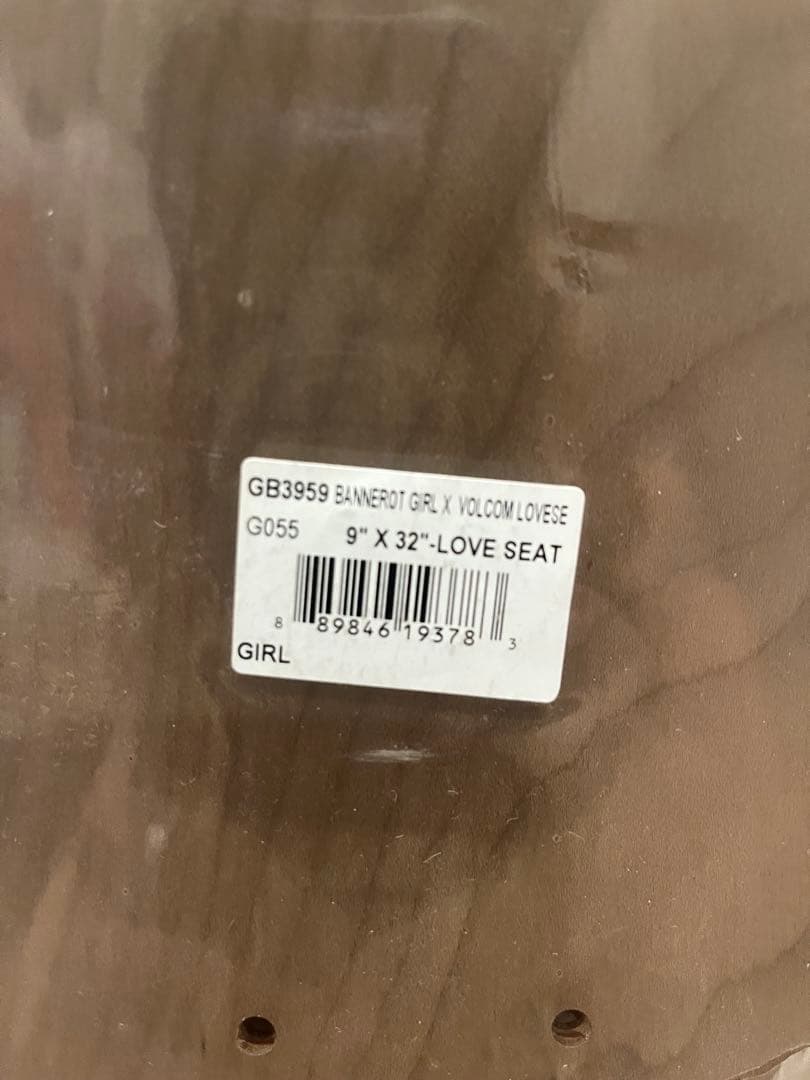 GB3959 BANNEROT GIRL X VOLCOM LOVESE
G055 9" X 32"-LOVE SEAT
8 89846 19378 3
GIRL